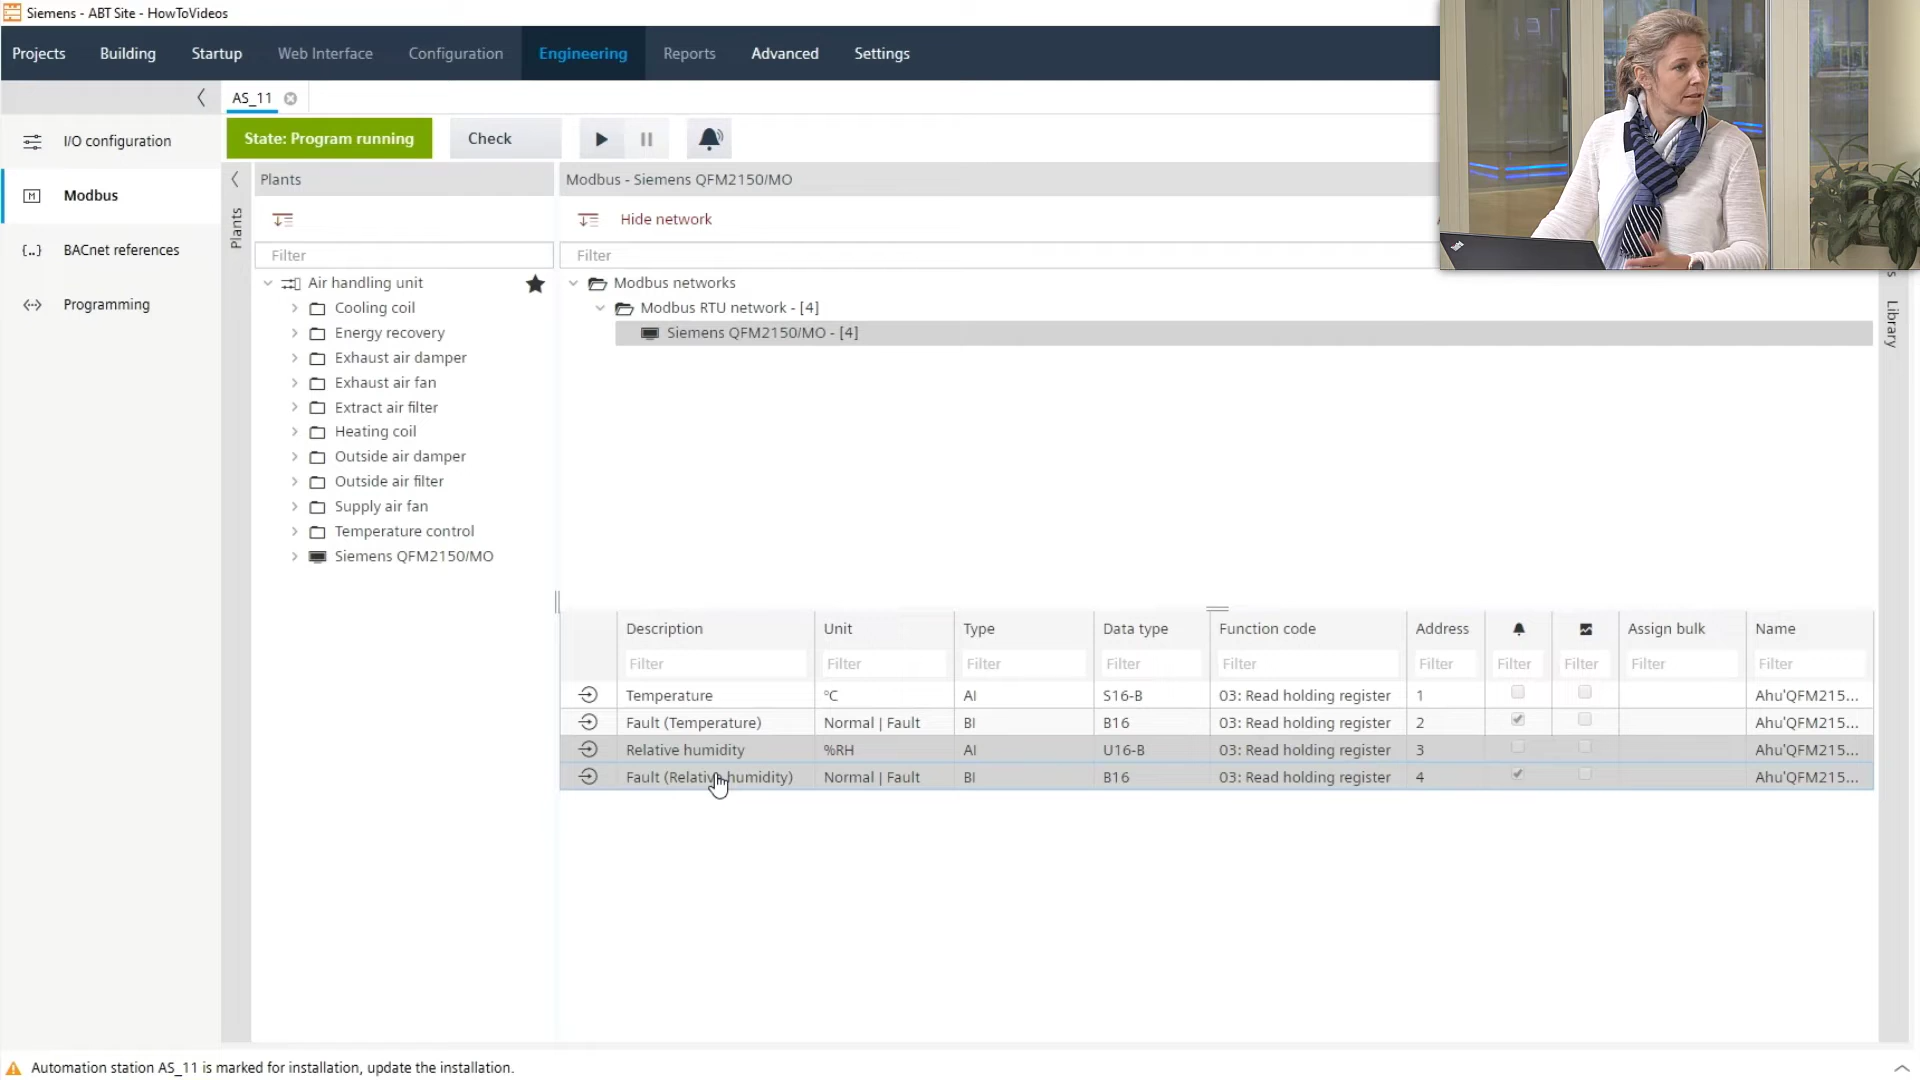 Siemens - ABT Site - HowToVideos
Projects Building Startup Web Interface Configuration Engineering Reports Advanced Settings
AS_11
State: Program running Check
I/O configuration
Modbus
BACnet references
Programming
Plants
Plants
Filter
Air handling unit
Cooling coil
Energy recovery
Exhaust air damper
Exhaust air fan
Extract air filter
Heating coil
Outside air damper
Outside air filter
Supply air fan
Temperature control
Siemens QFM2150/MO
Modbus - Siemens QFM2150/MO
Hide network
Filter
Modbus networks
Modbus RTU network - [4]
Siemens QFM2150/MO - [4]
Library
Description Unit Type Data type Function code Address Assign bulk Name
Filter Filter Filter Filter Filter Filter Filter Filter Filter Filter
Temperature °C AI S16-B 03: Read holding register 1 Ahu'QFM215...
Fault (Temperature) Normal | Fault BI B16 03: Read holding register 2 Ahu'QFM215...
Relative humidity %RH AI U16-B 03: Read holding register 3 Ahu'QFM215...
Fault (Relative humidity) Normal | Fault BI B16 03: Read holding register 4 Ahu'QFM215...
Automation station AS_11 is marked for installation, update the installation.